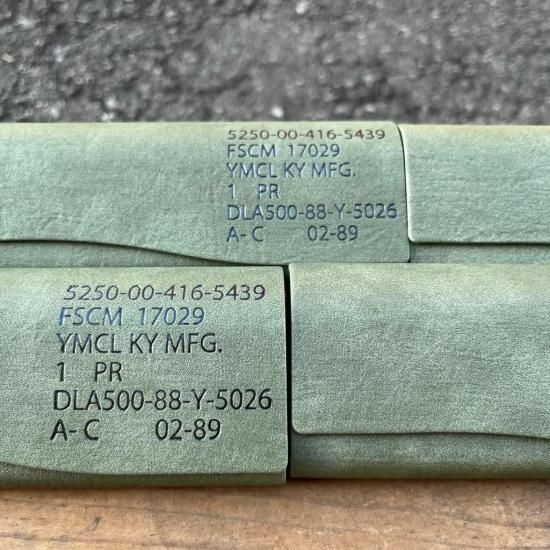 5250-00-416-5439
FSCM 17029
YMCL KY MFG.
1 PR
DLA500-88-Y-5026
A- C 02-89
5250-00-416-5439
FSCM 17029
YMCL KY MFG.
1 PR
DLA500-88-Y-5026
A- C 02-89